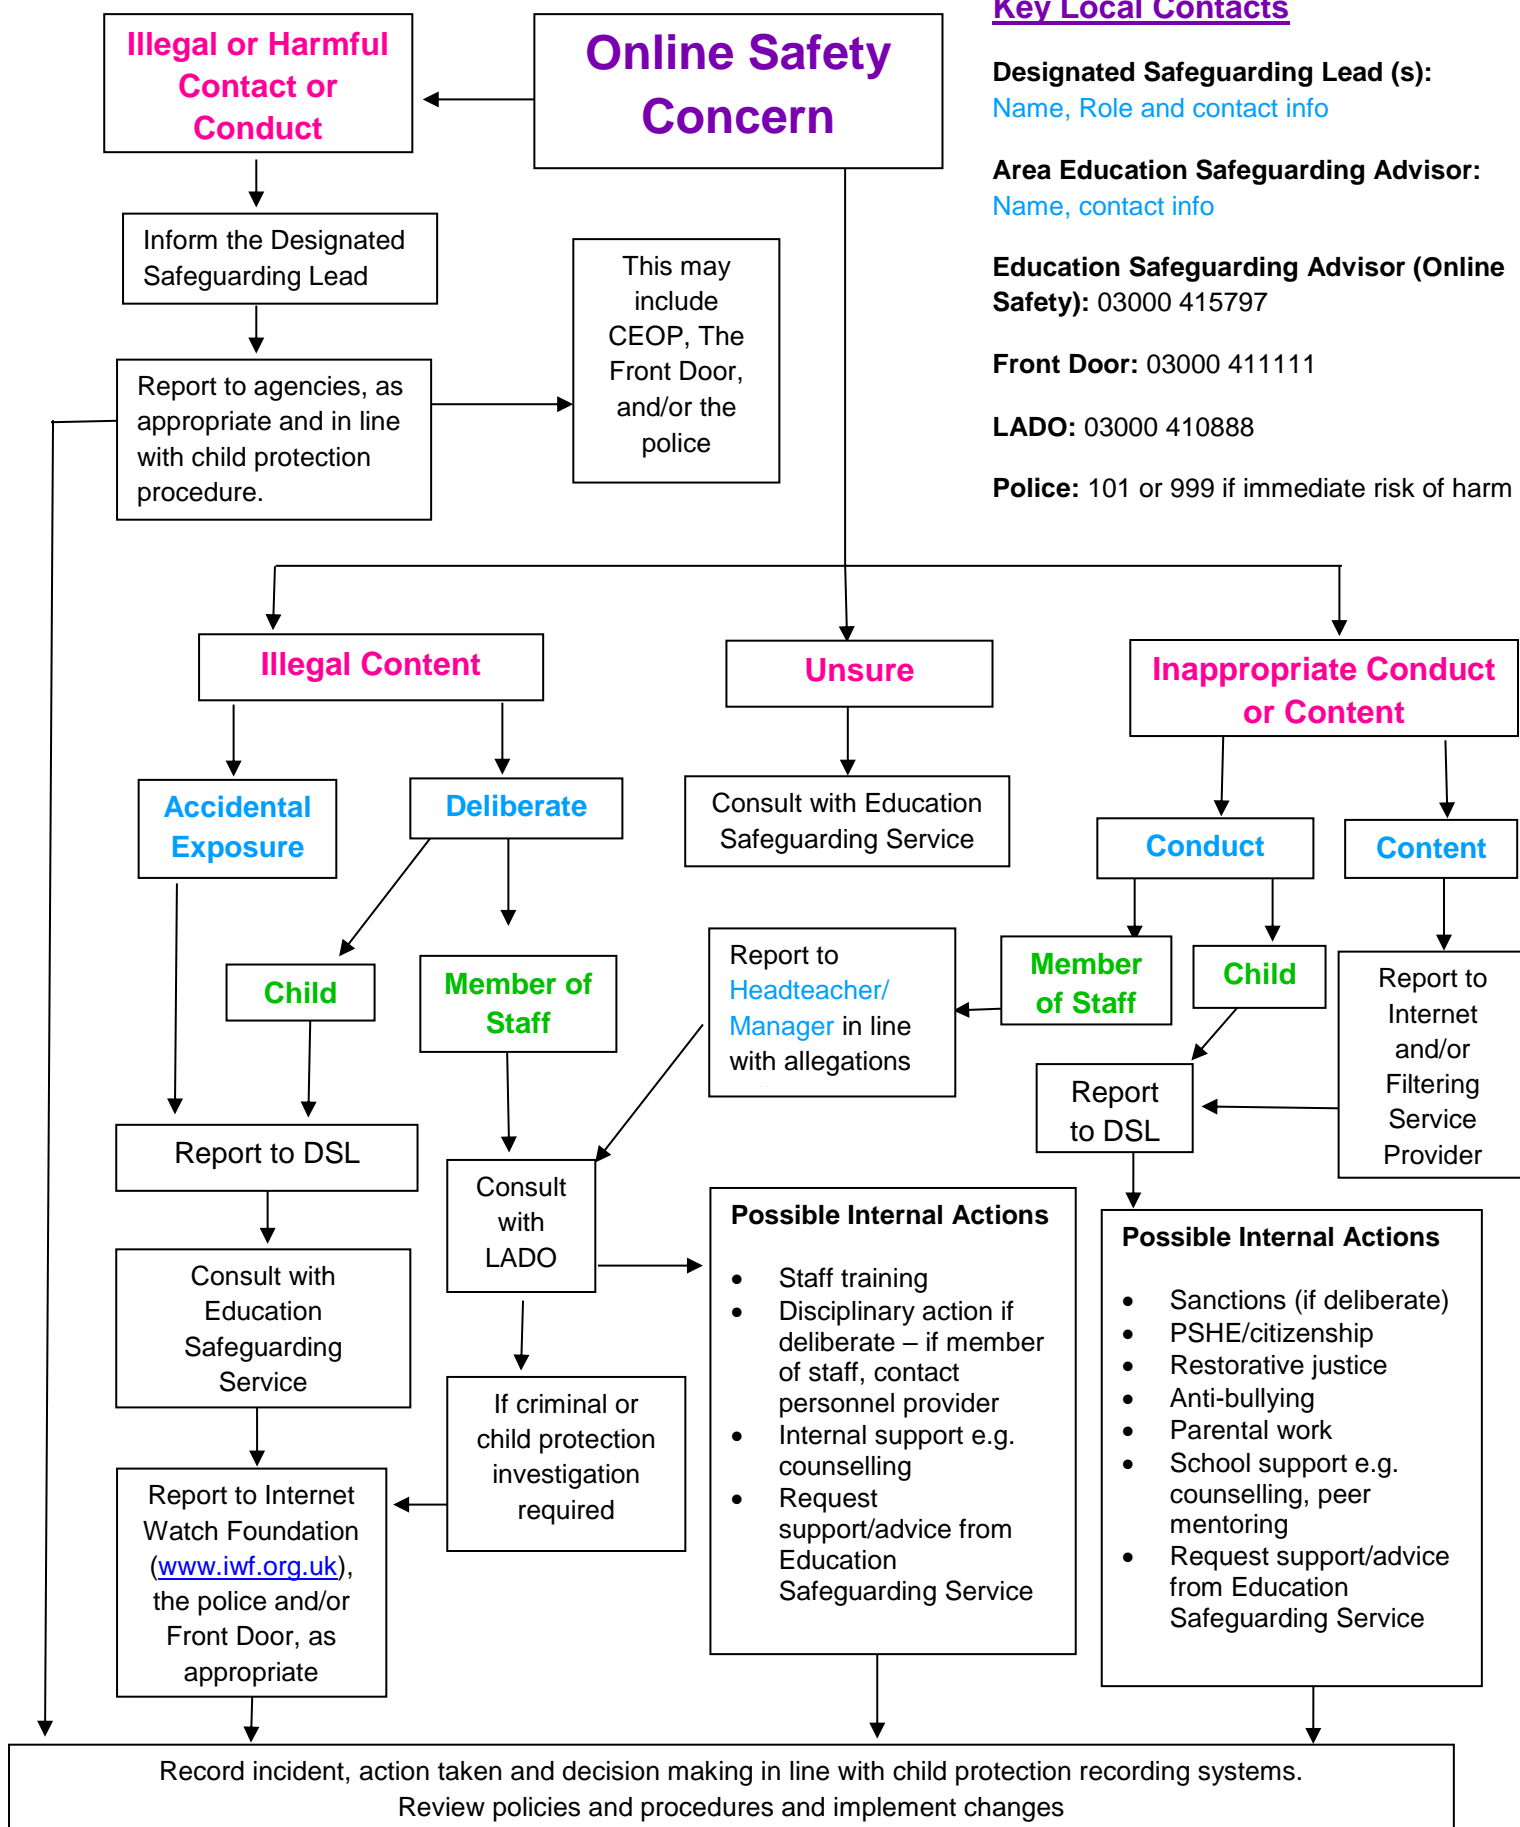 Key Local Contacts
Illegal or Harmful
Contact or
Conduct
Online Safety
Concern
Designated Safeguarding Lead (s):
Name, Role and contact info
Area Education Safeguarding Advisor:
Name, contact info
Education Safeguarding Advisor (Online
Safety): 03000 415797
Front Door: 03000 411111
LADO: 03000 410888
Police: 101 or 999 if immediate risk of harm
Inform the Designated
Safeguarding Lead
This may
include
CEOP, The
Front Door,
and/or the
police
Report to agencies, as
appropriate and in line
with child protection
procedure.
Illegal Content
Unsure
Inappropriate Conduct
or Content
Accidental
Exposure
Deliberate
Consult with Education
Safeguarding Service
Conduct
Content
Child
Member of
Staff
Report to
Headteacher/
Manager in line
with allegations
Member
of Staff
Child
Report to
Internet
and/or
Filtering
Service
Provider
Report to DSL
Consult
with
LADO
Report
to DSL
Consult with
Education
Safeguarding
Service
If criminal or
child protection
investigation
required
Possible Internal Actions
• Staff training
• Disciplinary action if
deliberate – if member
of staff, contact
personnel provider
• Internal support e.g.
counselling
• Request
support/advice from
Education
Safeguarding Service
Possible Internal Actions
• Sanctions (if deliberate)
• PSHE/citizenship
• Restorative justice
• Anti-bullying
• Parental work
• School support e.g.
counselling, peer
mentoring
• Request support/advice
from Education
Safeguarding Service
Report to Internet
Watch Foundation
(www.iwf.org.uk),
the police and/or
Front Door, as
appropriate
Record incident, action taken and decision making in line with child protection recording systems.
Review policies and procedures and implement changes